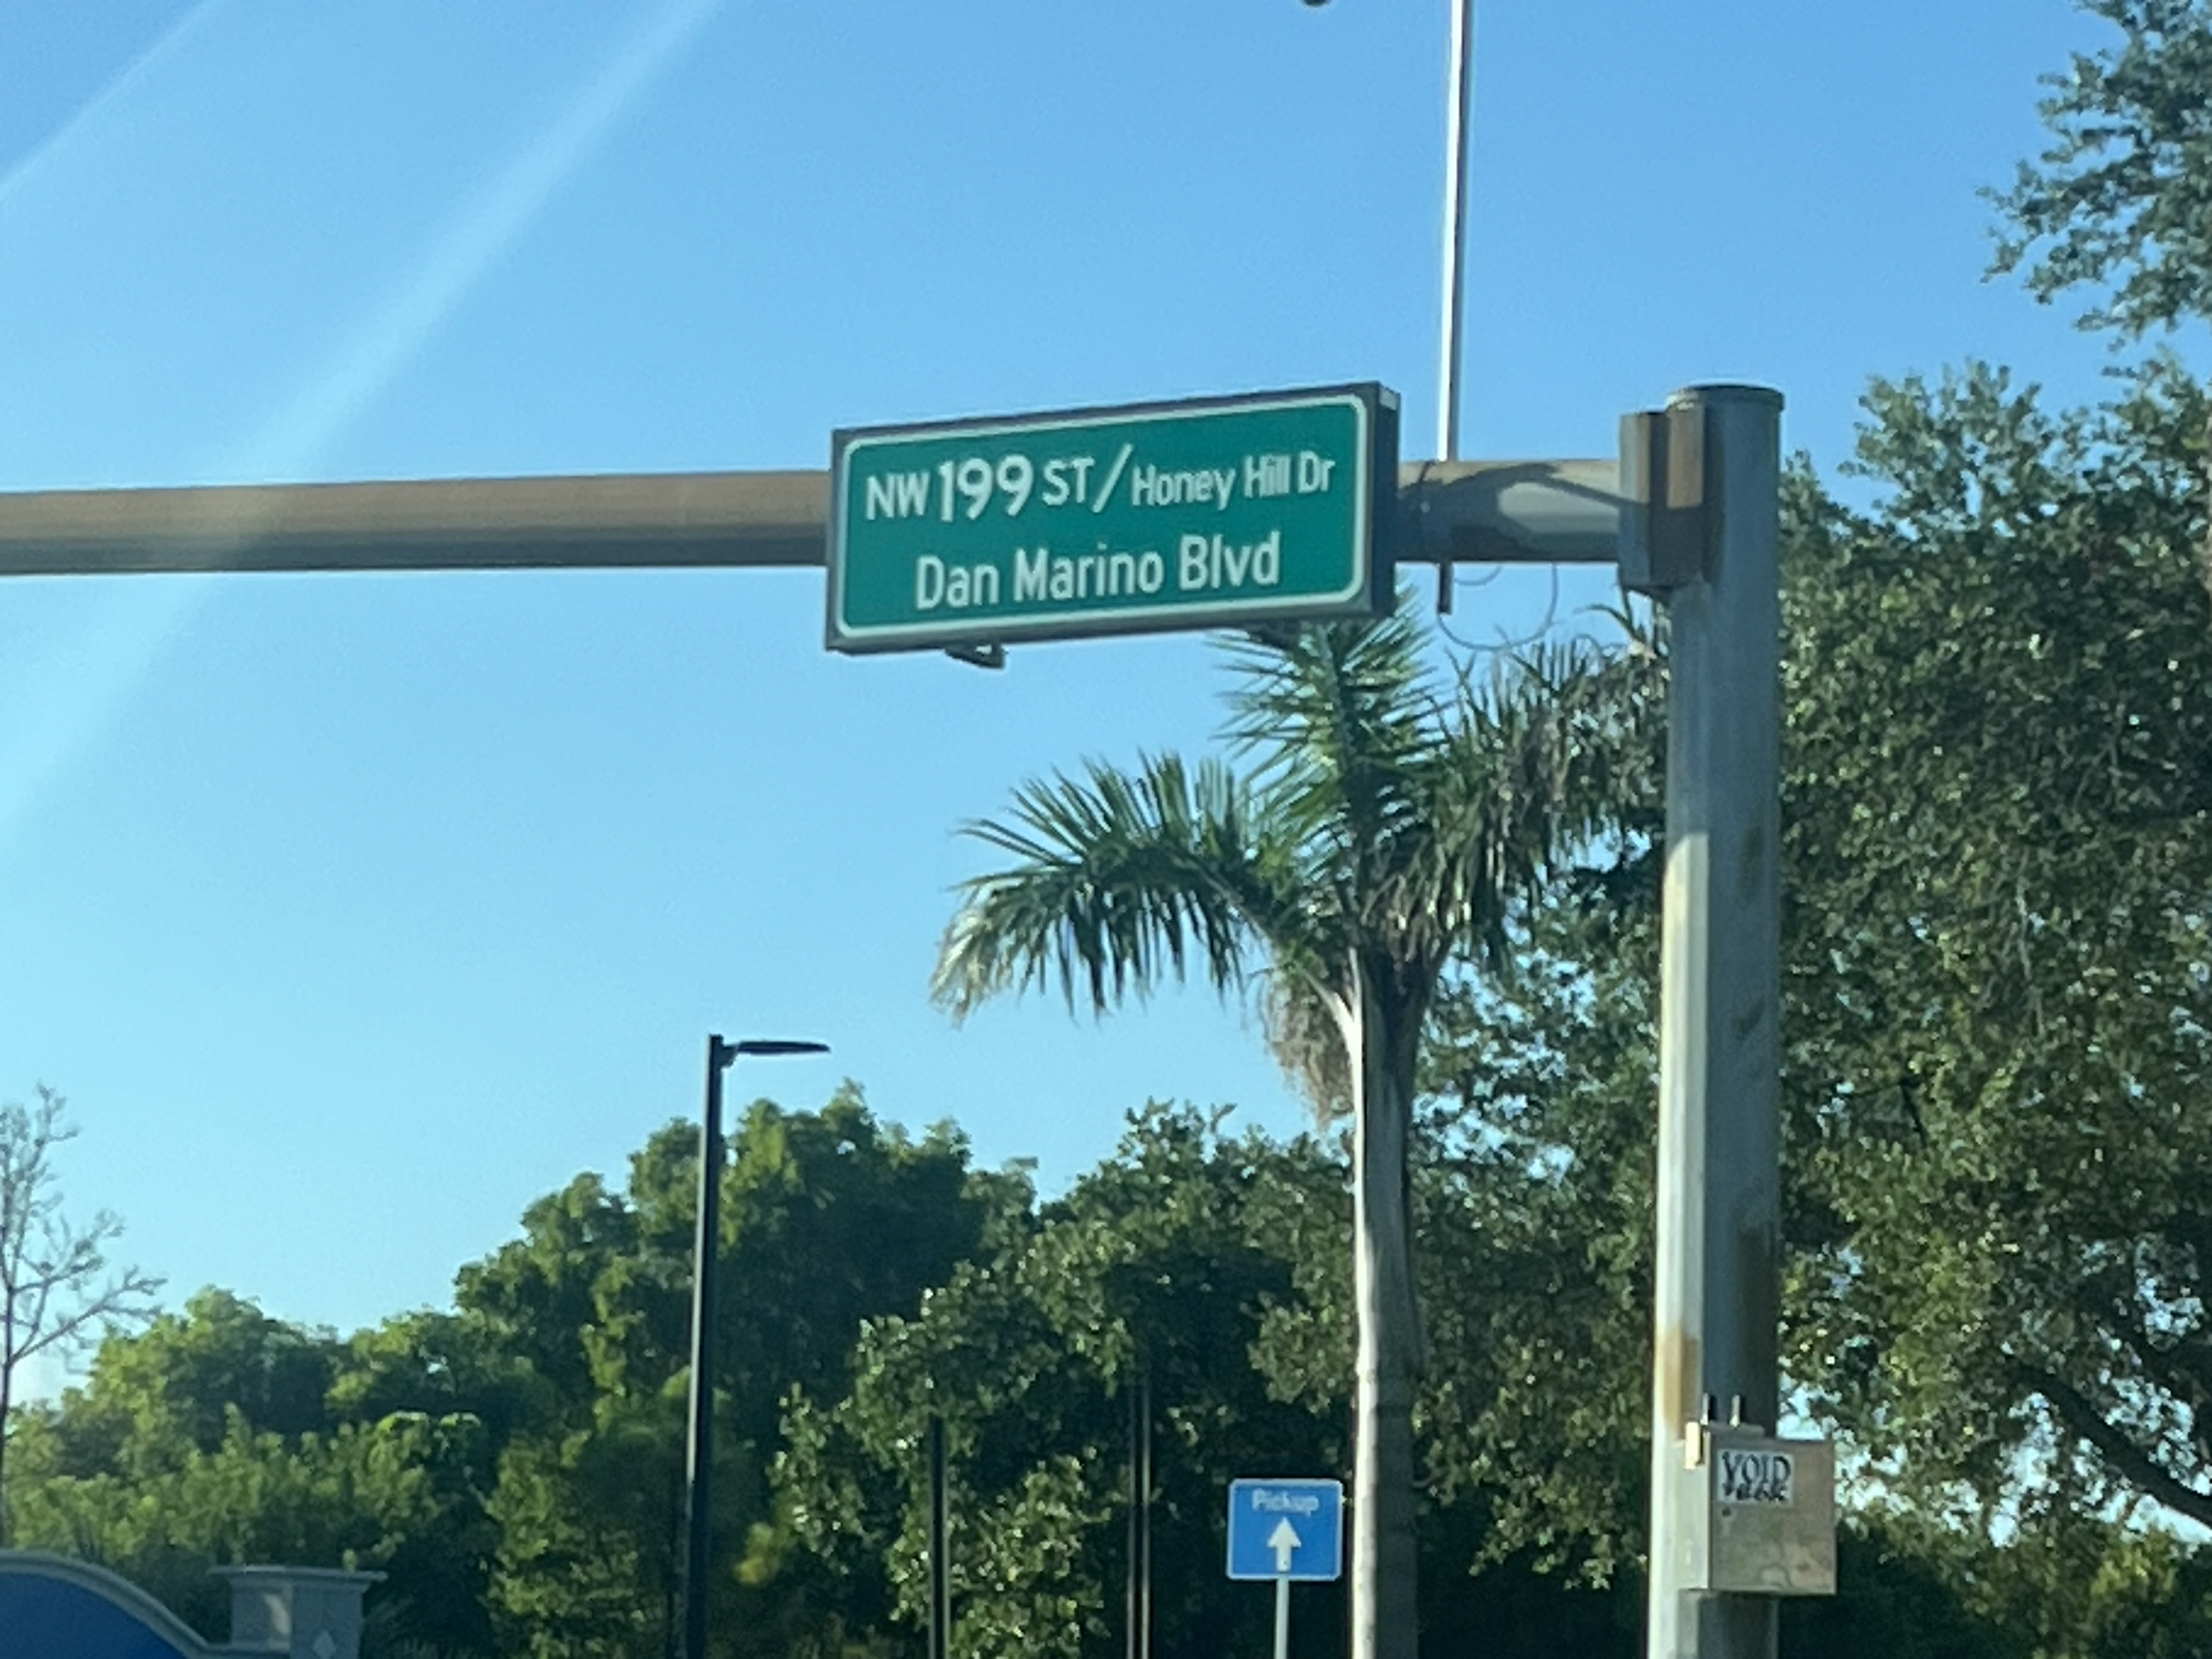 NW 199 ST/Honey Hill Dr
Dan Marino Blvd
Pickup
VOID